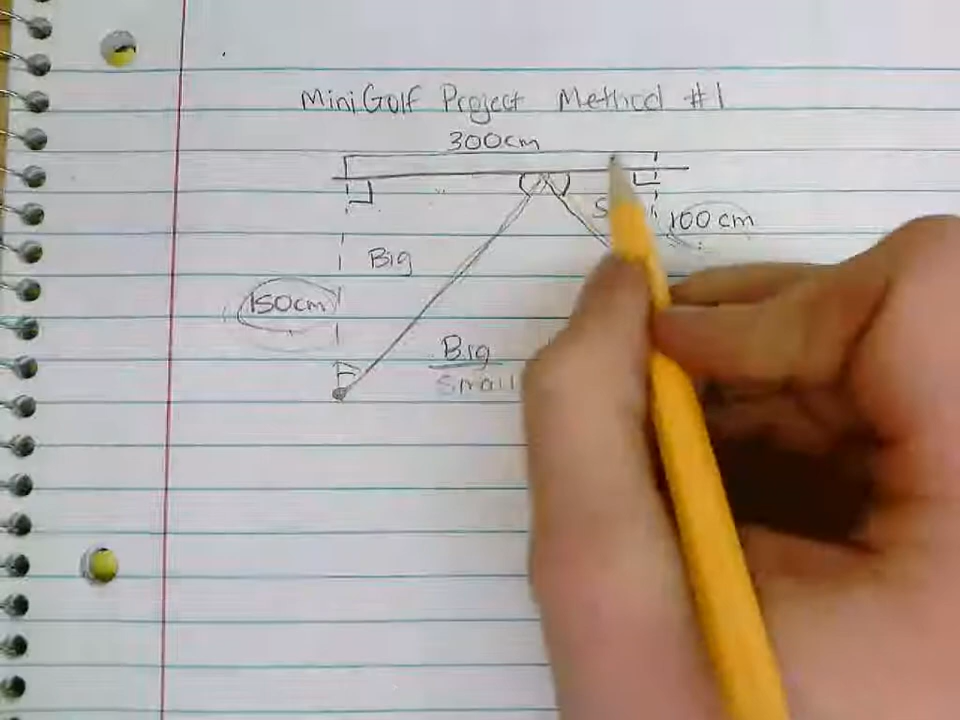 Mini Golf Project Method #1
300cm
S
100 cm
Big
150cm
Big
Small